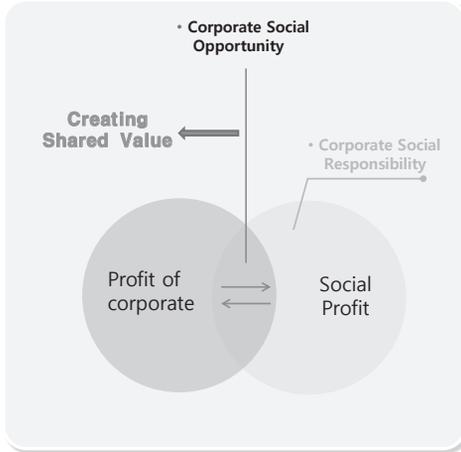 • Corporate Social
Opportunity
Creating
Shared Value
• Corporate Social
Responsibility
Profit of
corporate
Social
Profit